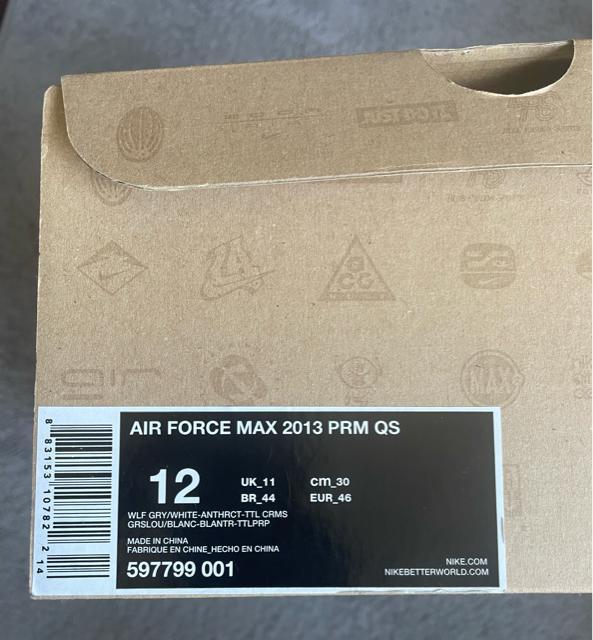 air
MAX
AIR FORCE MAX 2013 PRM QS
12
UK_11
cm_30
BR_44
EUR_46
WLF GRY/WHITE-ANTHRCT-TTL CRMS
GRSLOU/BLANC-BLANTR-TTLPRP
MADE IN CHINA
FABRIQUE EN CHINE_HECHO EN CHINA
597799 001
NIKE.COM
NIKEBETTERWORLD.COM
8 83153 10782 2 14